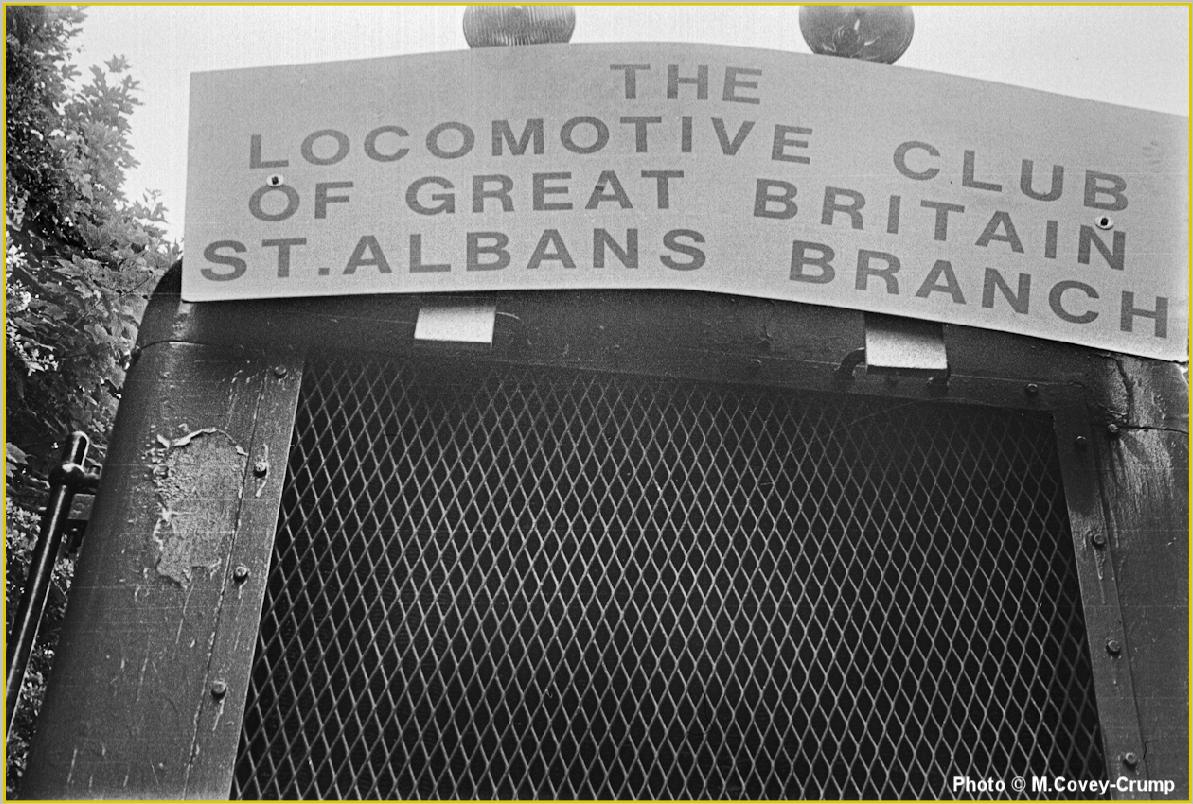 THE
LOCOMOTIVE CLUB
OF GREAT BRITAIN
ST.ALBANS BRANCH
Photo © M.Covey-Crump